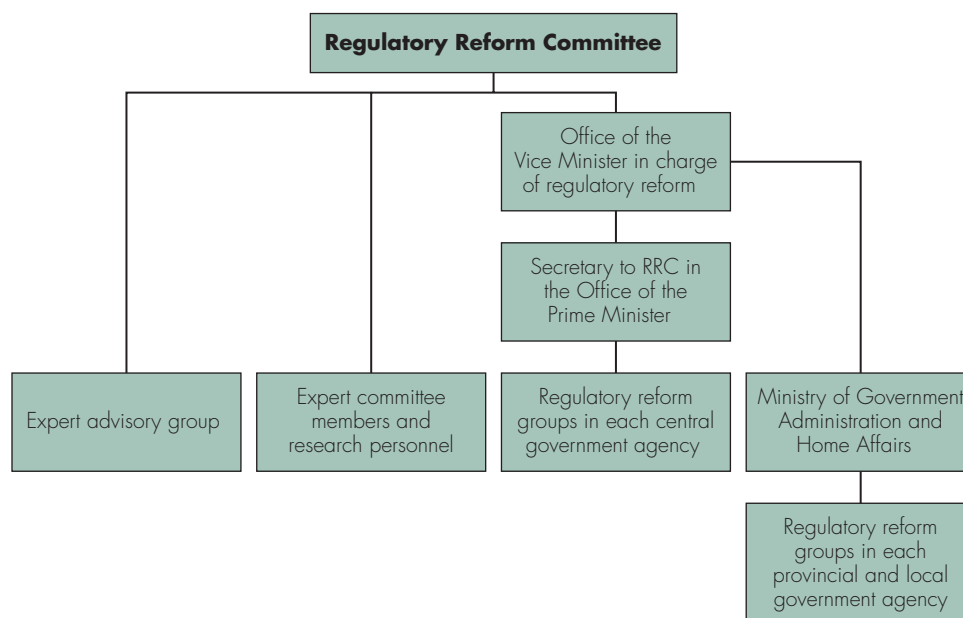 Regulatory Reform Committee
Office of the
Vice Minister in charge
of regulatory reform
Secretary to RRC in
the Office of the
Prime Minister
Expert advisory group
Expert committee
members and
research personnel
Regulatory reform
groups in each central
government agency
Ministry of Government
Administration and
Home Affairs
Regulatory reform
groups in each
provincial and local
government agency